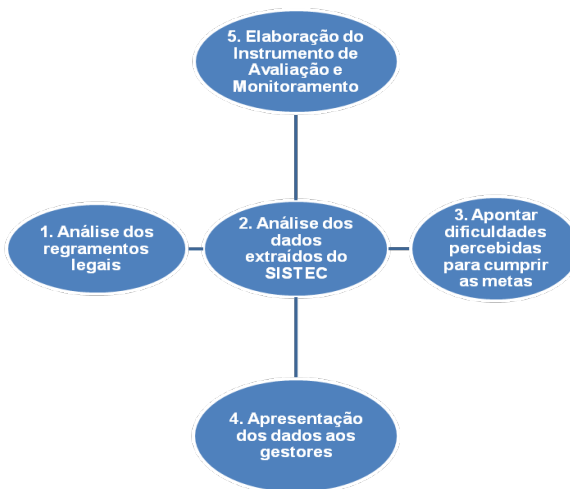 5. Elaboração do
Instrumento de
Avaliação e
Monitoramento
1. Análise dos
regramentos
legais
2. Análise dos
dados
extraídos do
SISTEC
3. Apontar
dificuldades
percebidas
para cumprir
as metas
4. Apresentação
dos dados aos
gestores